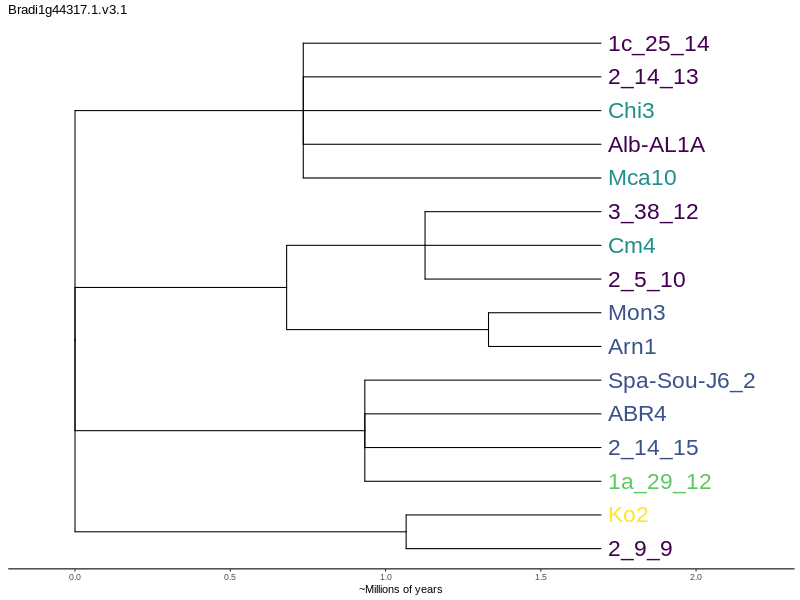 Bradi1g44317.1.v3.1
1c_25_14
2_14_13
Chi3
Alb-AL1A
Mca10
3_38_12
Cm4
2_5_10
Mon3
Arn1
Spa-Sou-J6_2
ABR4
2_14_15
1a_29_12
Ko2
2_9_9
0.0 0.5 1.0 1.5 2.0
~Millions of years